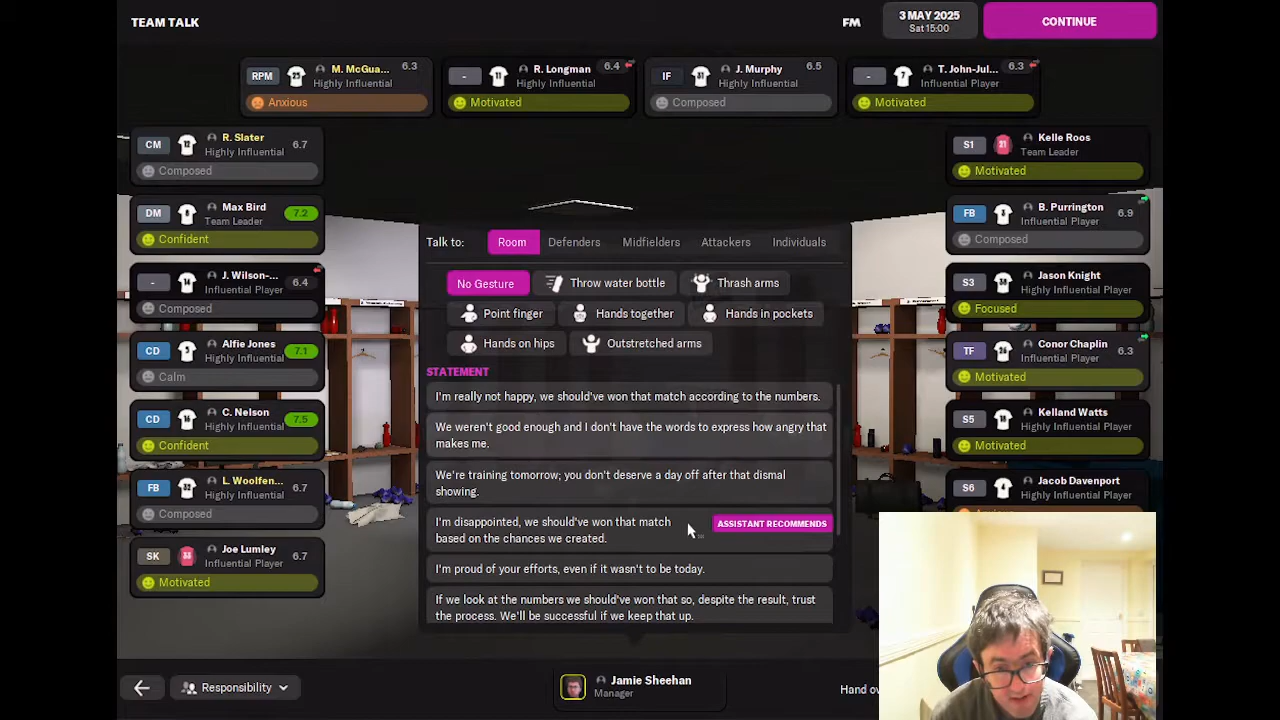 TEAM TALK
FM
3 MAY 2025
Sat 15:00
CONTINUE
RPM
25
M. McGua...
Highly Influential
6.3
Anxious
-
11
R. Longman
Highly Influential
6.4
Motivated
IF
J. Murphy
Highly Influential
6.5
Composed
-
7
T. John-Jul...
Influential Player
6.3
Motivated
CM
12
R. Slater
Highly Influential
6.7
Composed
DM
8
Max Bird
Team Leader
7.2
Confident
-
14
J. Wilson-...
Influential Player
6.4
Composed
CD
5
Alfie Jones
Highly Influential
7.1
Calm
CD
16
C. Nelson
Highly Influential
7.5
Confident
FB
L. Woolfen...
Highly Influential
6.7
Composed
SK
33
Joe Lumley
Influential Player
6.7
Motivated
Talk to:
Room
Defenders
Midfielders
Attackers
Individuals
No Gesture
Throw water bottle
Thrash arms
Point finger
Hands together
Hands in pockets
Hands on hips
Outstretched arms
STATEMENT
I'm really not happy, we should've won that match according to the numbers.
We weren't good enough and I don't have the words to express how angry that
makes me.
We're training tomorrow; you don't deserve a day off after that dismal
showing.
I'm disappointed, we should've won that match
based on the chances we created.
ASSISTANT RECOMMENDS
I'm proud of your efforts, even if it wasn't to be today.
If we look at the numbers we should've won that so, despite the result, trust
the process. We'll be successful if we keep that up.
S1
Kelle Roos
Team Leader
Motivated
FB
3
B. Purrington
Influential Player
6.9
Composed
S3
Jason Knight
Highly Influential
Focused
TF
Conor Chaplin
Influential Player
6.3
Motivated
S5
Kelland Watts
Highly Influential
Motivated
S6
4
Jacob Davenport
Highly Influential
Responsibility
Jamie Sheehan
Manager
Hand ov